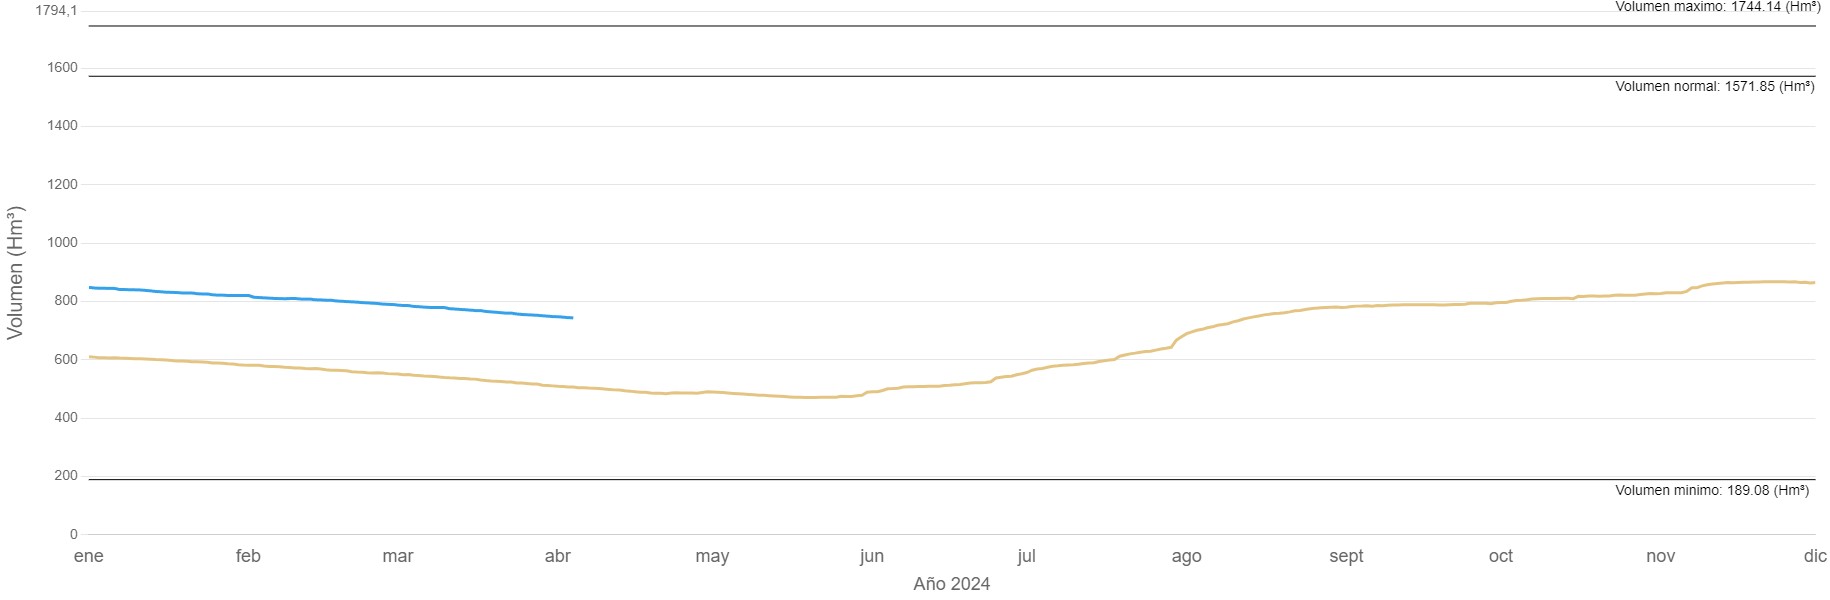 1794,1
Volumen maximo: 1744.14 (Hm³)
1600
Volumen normal: 1571.85 (Hm³)
1400
1200
1000
800
600
400
200
Volumen minimo: 189.08 (Hm³)
0
Volumen (Hm³)
ene feb mar abr may jun jul ago sept oct nov dic
Año 2024